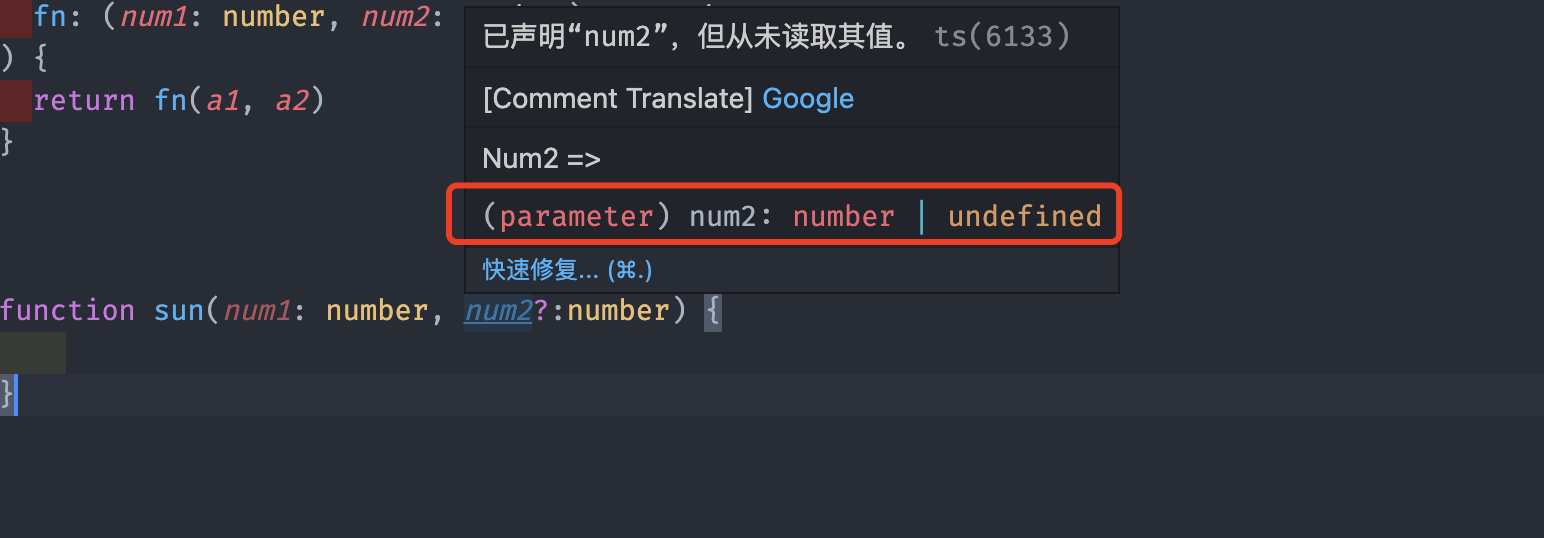 fn: (num1: number, num2:
已声明“num2”，但从未读取其值。 ts(6133)
) {
[Comment Translate] Google
return fn(a1, a2)
}
Num2 =>
(parameter) num2: number | undefined
快速修复... (⌘.)
function sun(num1: number, num2?:number) {
}